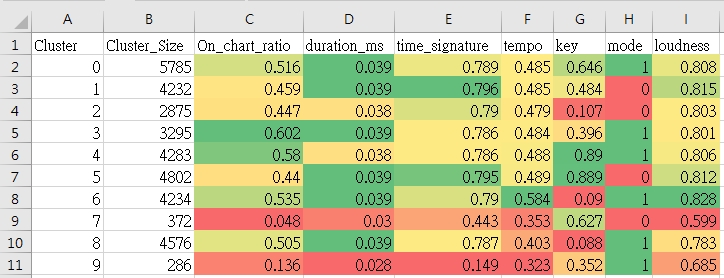 A B C D E F G H I
1 Cluster Cluster_Size On_chart_ratio duration_ms time_signature tempo key mode loudness
2 0 5785 0.516 0.039 0.789 0.485 0.646 1 0.808
3 1 4232 0.459 0.039 0.796 0.485 0.484 0 0.815
4 2 2875 0.447 0.038 0.79 0.479 0.107 0 0.803
5 3 3295 0.602 0.039 0.786 0.484 0.396 1 0.801
6 4 4283 0.58 0.038 0.786 0.488 0.89 1 0.806
7 5 4802 0.44 0.039 0.795 0.489 0.889 0 0.812
8 6 4234 0.535 0.039 0.79 0.584 0.09 1 0.828
9 7 372 0.048 0.03 0.443 0.353 0.627 0 0.599
10 8 4576 0.505 0.039 0.787 0.403 0.088 1 0.783
11 9 286 0.136 0.028 0.149 0.323 0.352 1 0.685